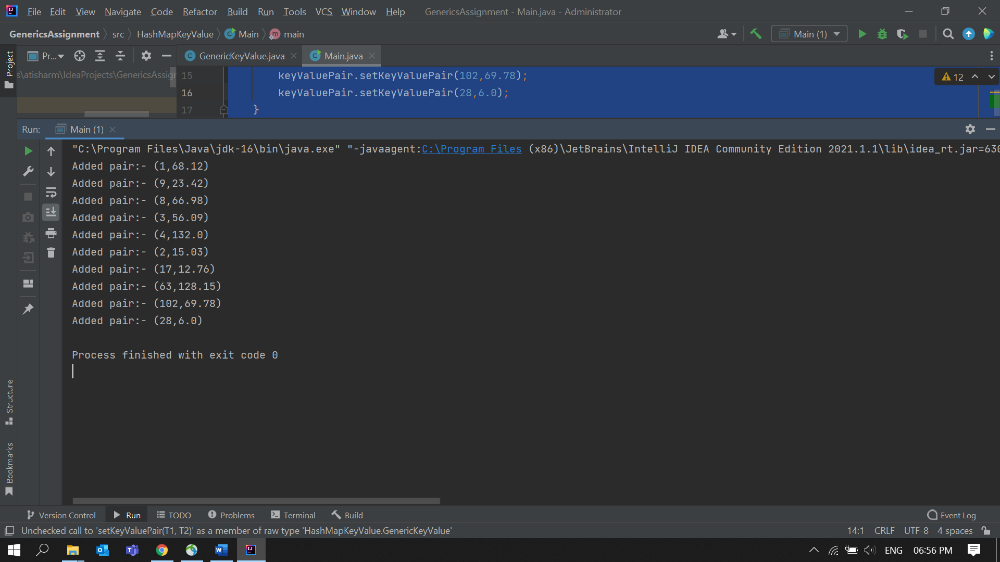 File Edit View Navigate Code Refactor Build Run Tools VCS Window Help GenericsAssignment - Main.java - Administrator
GenericsAssignment src HashMapKeyValue Main main Main (1)
Project
Pr... GenericKeyValue.java Main.java
s\atisharm\IdeaProjects\GenericsAssign
15 keyValuePair.setKeyValuePair(102,69.78);
16 keyValuePair.setKeyValuePair(28,6.0);
17 }
12
Run: Main (1)
"C:\Program Files\Java\jdk-16\bin\java.exe" "-javaagent:C:\Program Files (x86)\JetBrains\IntelliJ IDEA Community Edition 2021.1.1\lib\idea_rt.jar=630
Added pair:- (1,68.12)
Added pair:- (9,23.42)
Added pair:- (8,66.98)
Added pair:- (3,56.09)
Added pair:- (4,132.0)
Added pair:- (2,15.03)
Added pair:- (17,12.76)
Added pair:- (63,128.15)
Added pair:- (102,69.78)
Added pair:- (28,6.0)
Process finished with exit code 0
Structure
Bookmarks
Version Control Run TODO Problems Terminal Build Event Log
Unchecked call to 'setKeyValuePair(T1, T2)' as a member of raw type 'HashMapKeyValue.GenericKeyValue' 14:1 CRLF UTF-8 4 spaces
ENG 06:56 PM